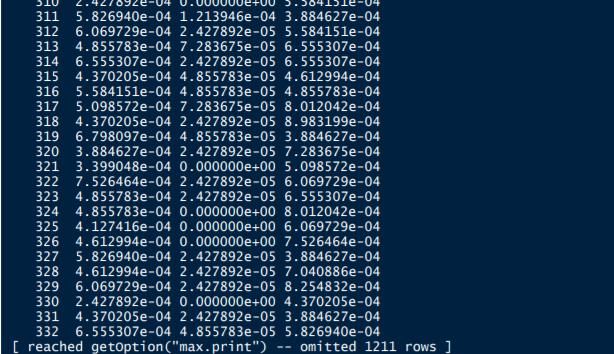 310 2.427892e-04 0.000000e+00 5.584151e-04
311 5.826940e-04 1.213946e-04 3.884627e-04
312 6.069729e-04 2.427892e-05 5.584151e-04
313 4.855783e-04 7.283675e-05 6.555307e-04
314 6.555307e-04 2.427892e-05 6.555307e-04
315 4.370205e-04 4.855783e-05 4.612994e-04
316 5.584151e-04 4.855783e-05 4.855783e-04
317 5.098572e-04 7.283675e-05 8.012042e-04
318 4.370205e-04 2.427892e-05 8.983199e-04
319 6.798097e-04 4.855783e-05 3.884627e-04
320 3.884627e-04 2.427892e-05 7.283675e-04
321 3.399048e-04 0.000000e+00 5.098572e-04
322 7.526464e-04 2.427892e-05 6.069729e-04
323 4.855783e-04 2.427892e-05 6.555307e-04
324 4.855783e-04 0.000000e+00 8.012042e-04
325 4.127416e-04 0.000000e+00 6.069729e-04
326 4.612994e-04 0.000000e+00 7.526464e-04
327 5.826940e-04 2.427892e-05 3.884627e-04
328 4.612994e-04 2.427892e-05 7.040886e-04
329 6.069729e-04 2.427892e-05 8.254832e-04
330 2.427892e-04 0.000000e+00 4.370205e-04
331 4.370205e-04 2.427892e-05 3.884627e-04
332 6.555307e-04 4.855783e-05 5.826940e-04
[ reached getOption("max.print") -- omitted 1211 rows ]